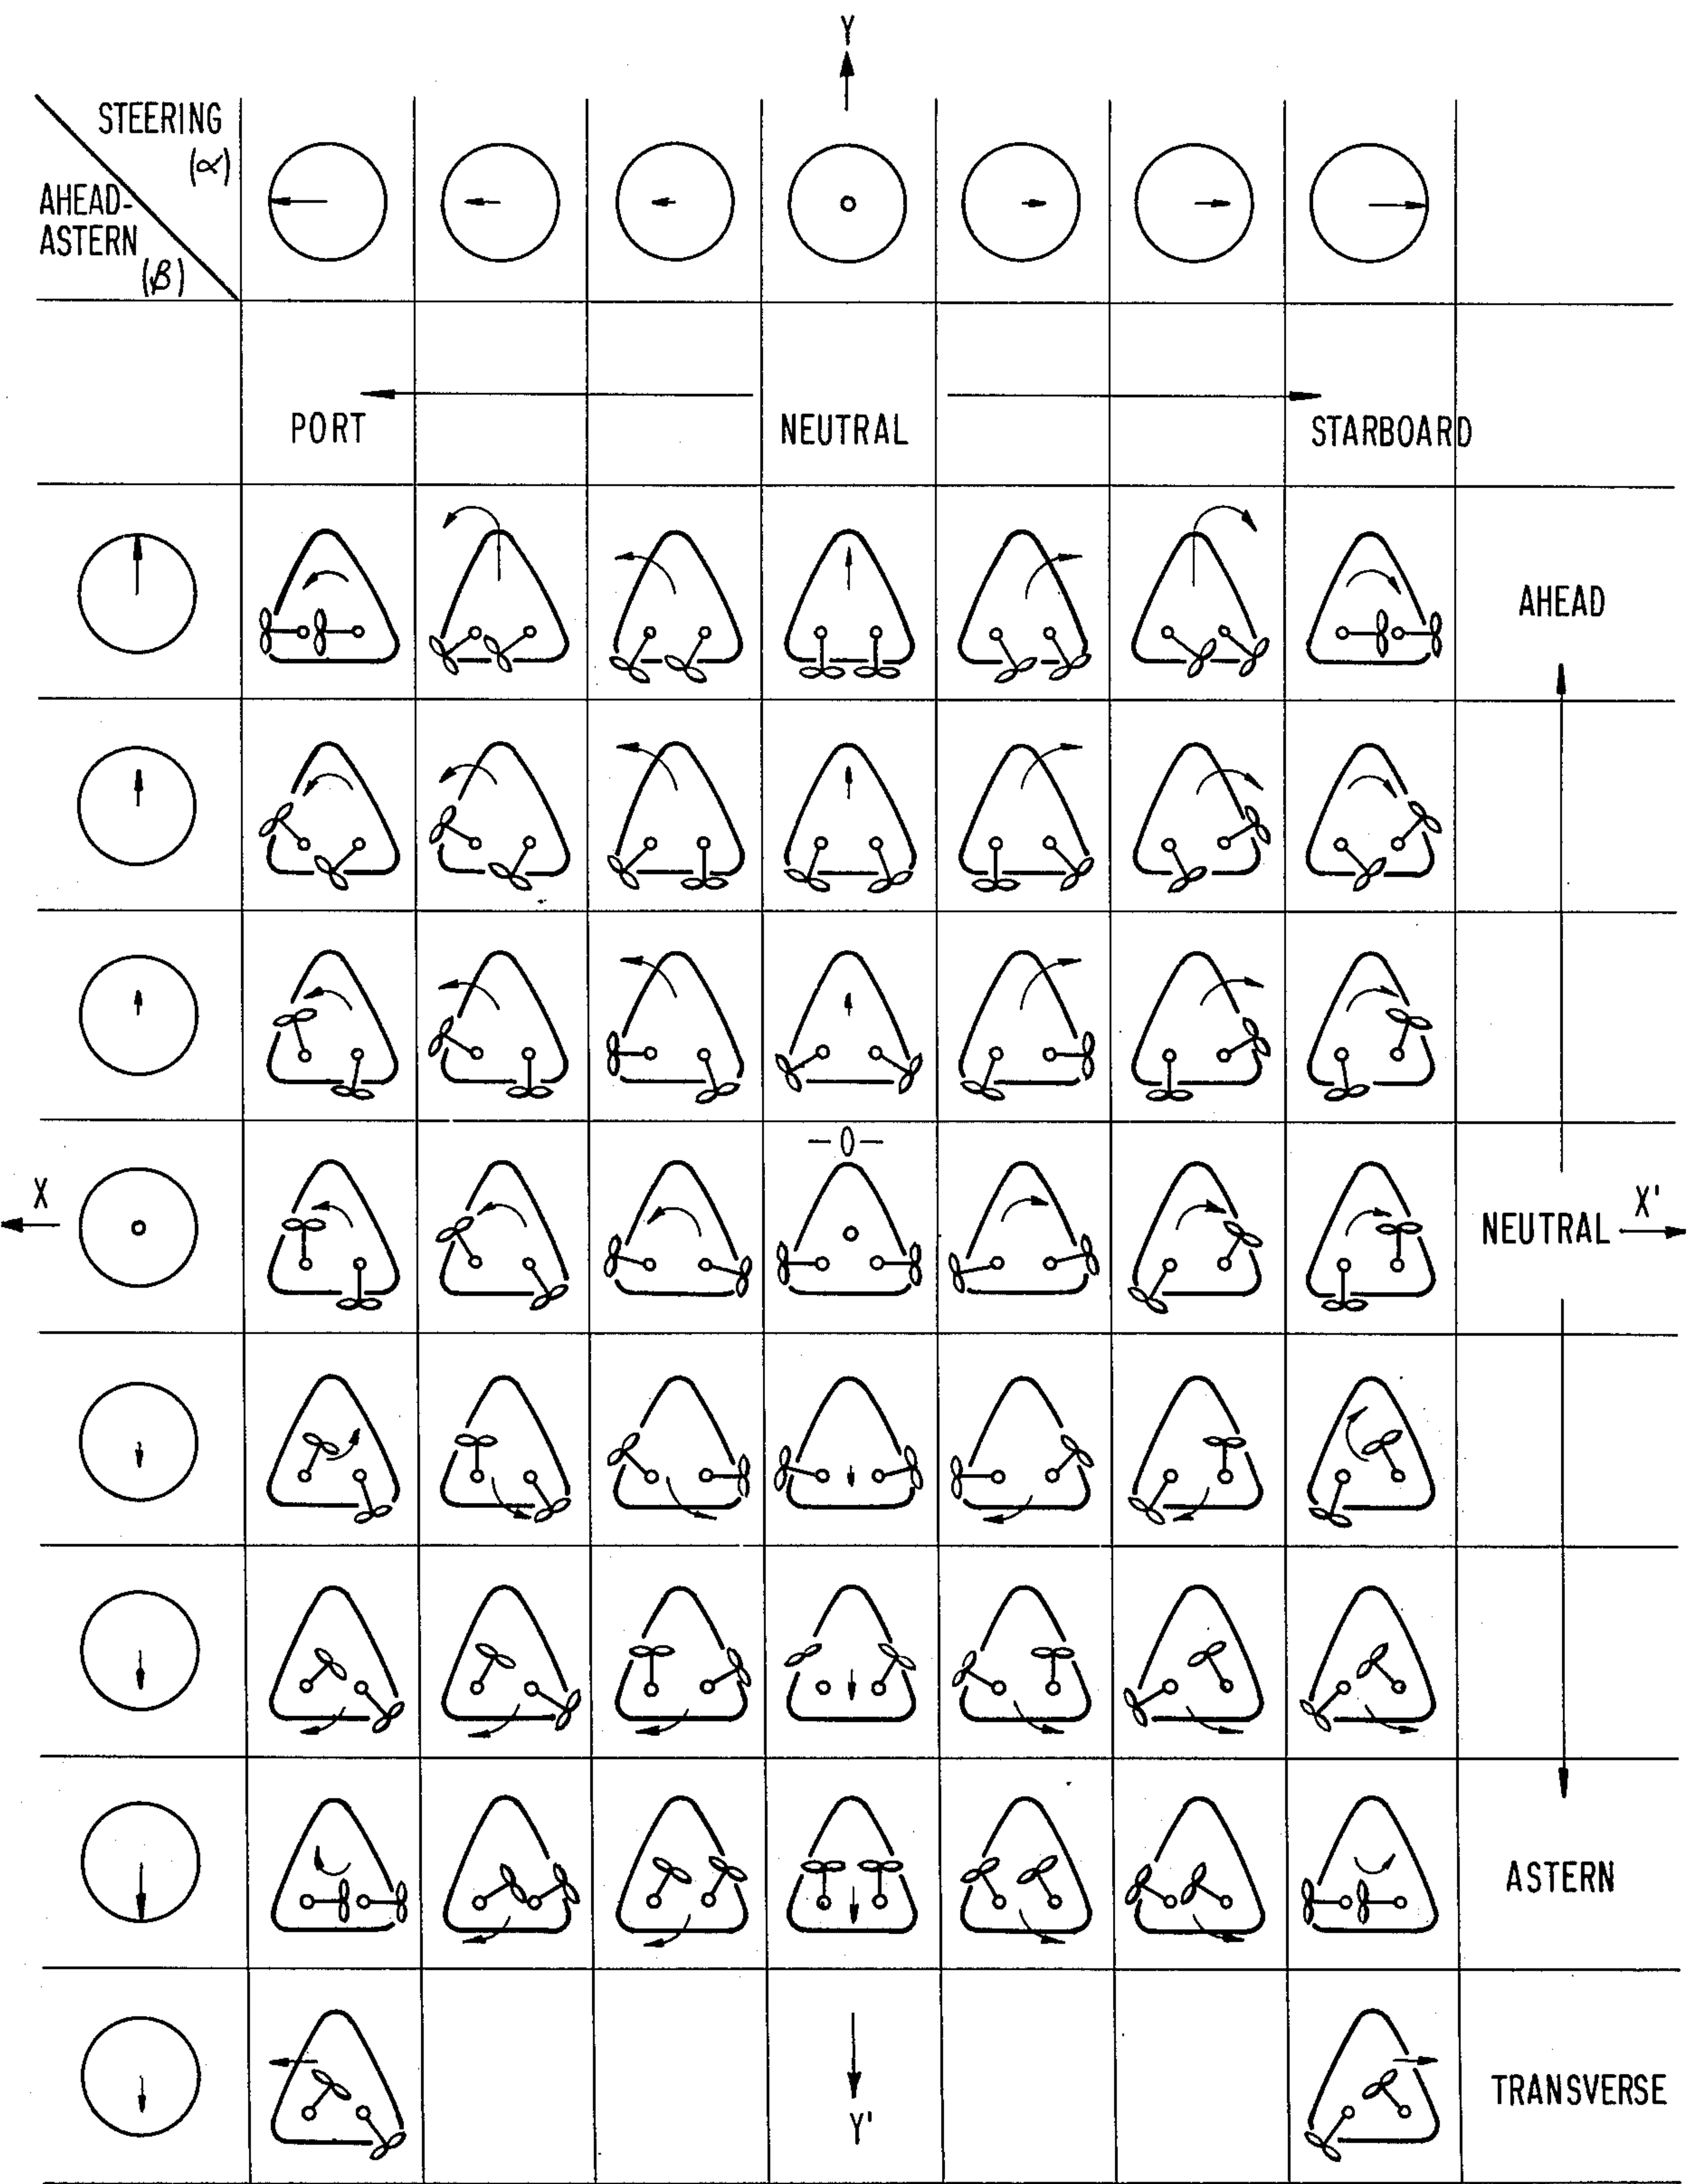 Y
STEERING
(α)
AHEAD-
ASTERN
(β)
PORT
NEUTRAL
STARBOARD
AHEAD
-0-
X
NEUTRAL
X'
ASTERN
Y'
TRANSVERSE